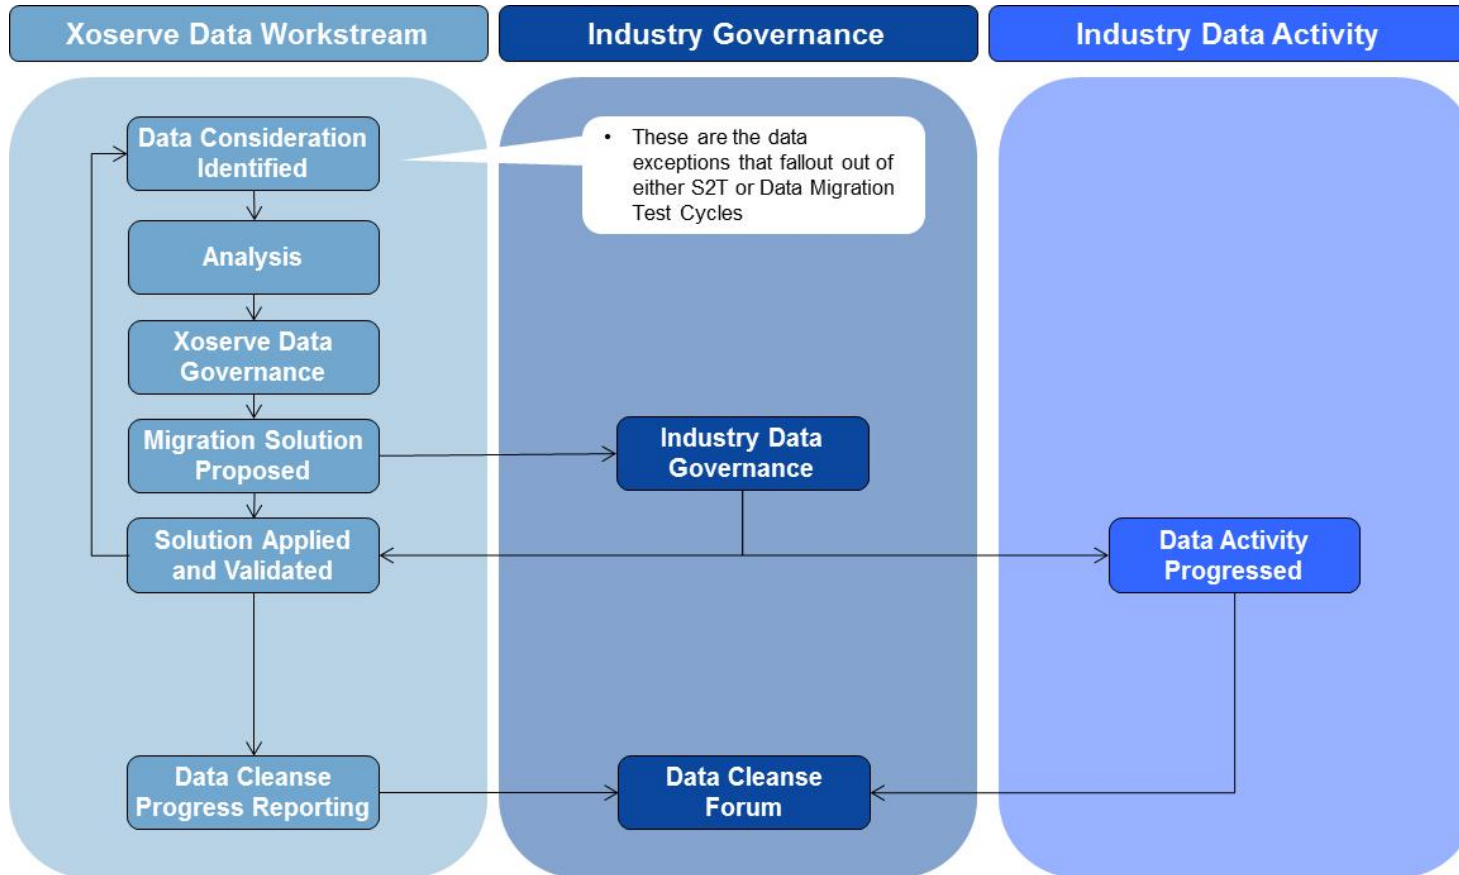 Xoserve Data Workstream
Industry Governance
Industry Data Activity
Data Consideration
Identified
• These are the data
exceptions that fallout out of
either S2T or Data Migration
Test Cycles
Analysis
Xoserve Data
Governance
Migration Solution
Proposed
Industry Data
Governance
Solution Applied
and Validated
Data Activity
Progressed
Data Cleanse
Progress Reporting
Data Cleanse
Forum